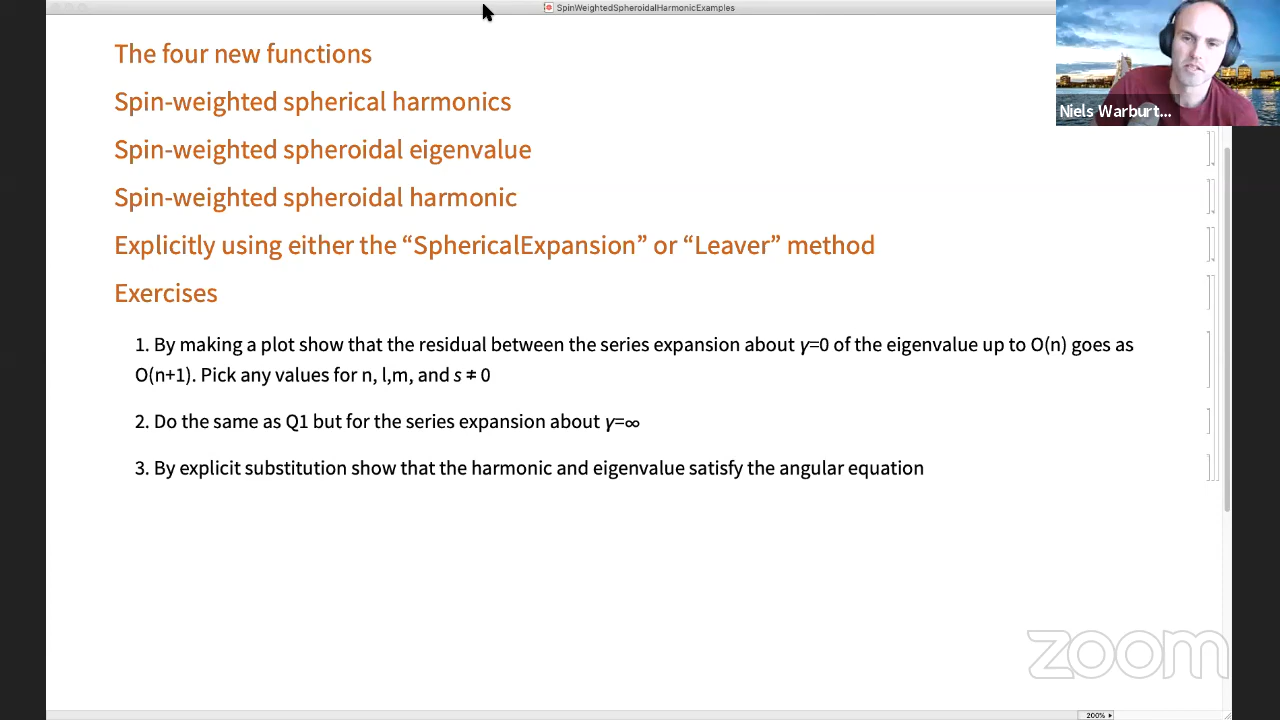 SpinWeightedSpheroidalHarmonicExamples
The four new functions
Niels Warburt...
Spin-weighted spherical harmonics
Spin-weighted spheroidal eigenvalue
Spin-weighted spheroidal harmonic
Explicitly using either the “SphericalExpansion” or “Leaver” method
Exercises
1. By making a plot show that the residual between the series expansion about γ=0 of the eigenvalue up to O(n) goes as
O(n+1). Pick any values for n, l,m, and s ≠ 0
2. Do the same as Q1 but for the series expansion about γ=∞
3. By explicit substitution show that the harmonic and eigenvalue satisfy the angular equation
zoom
200%